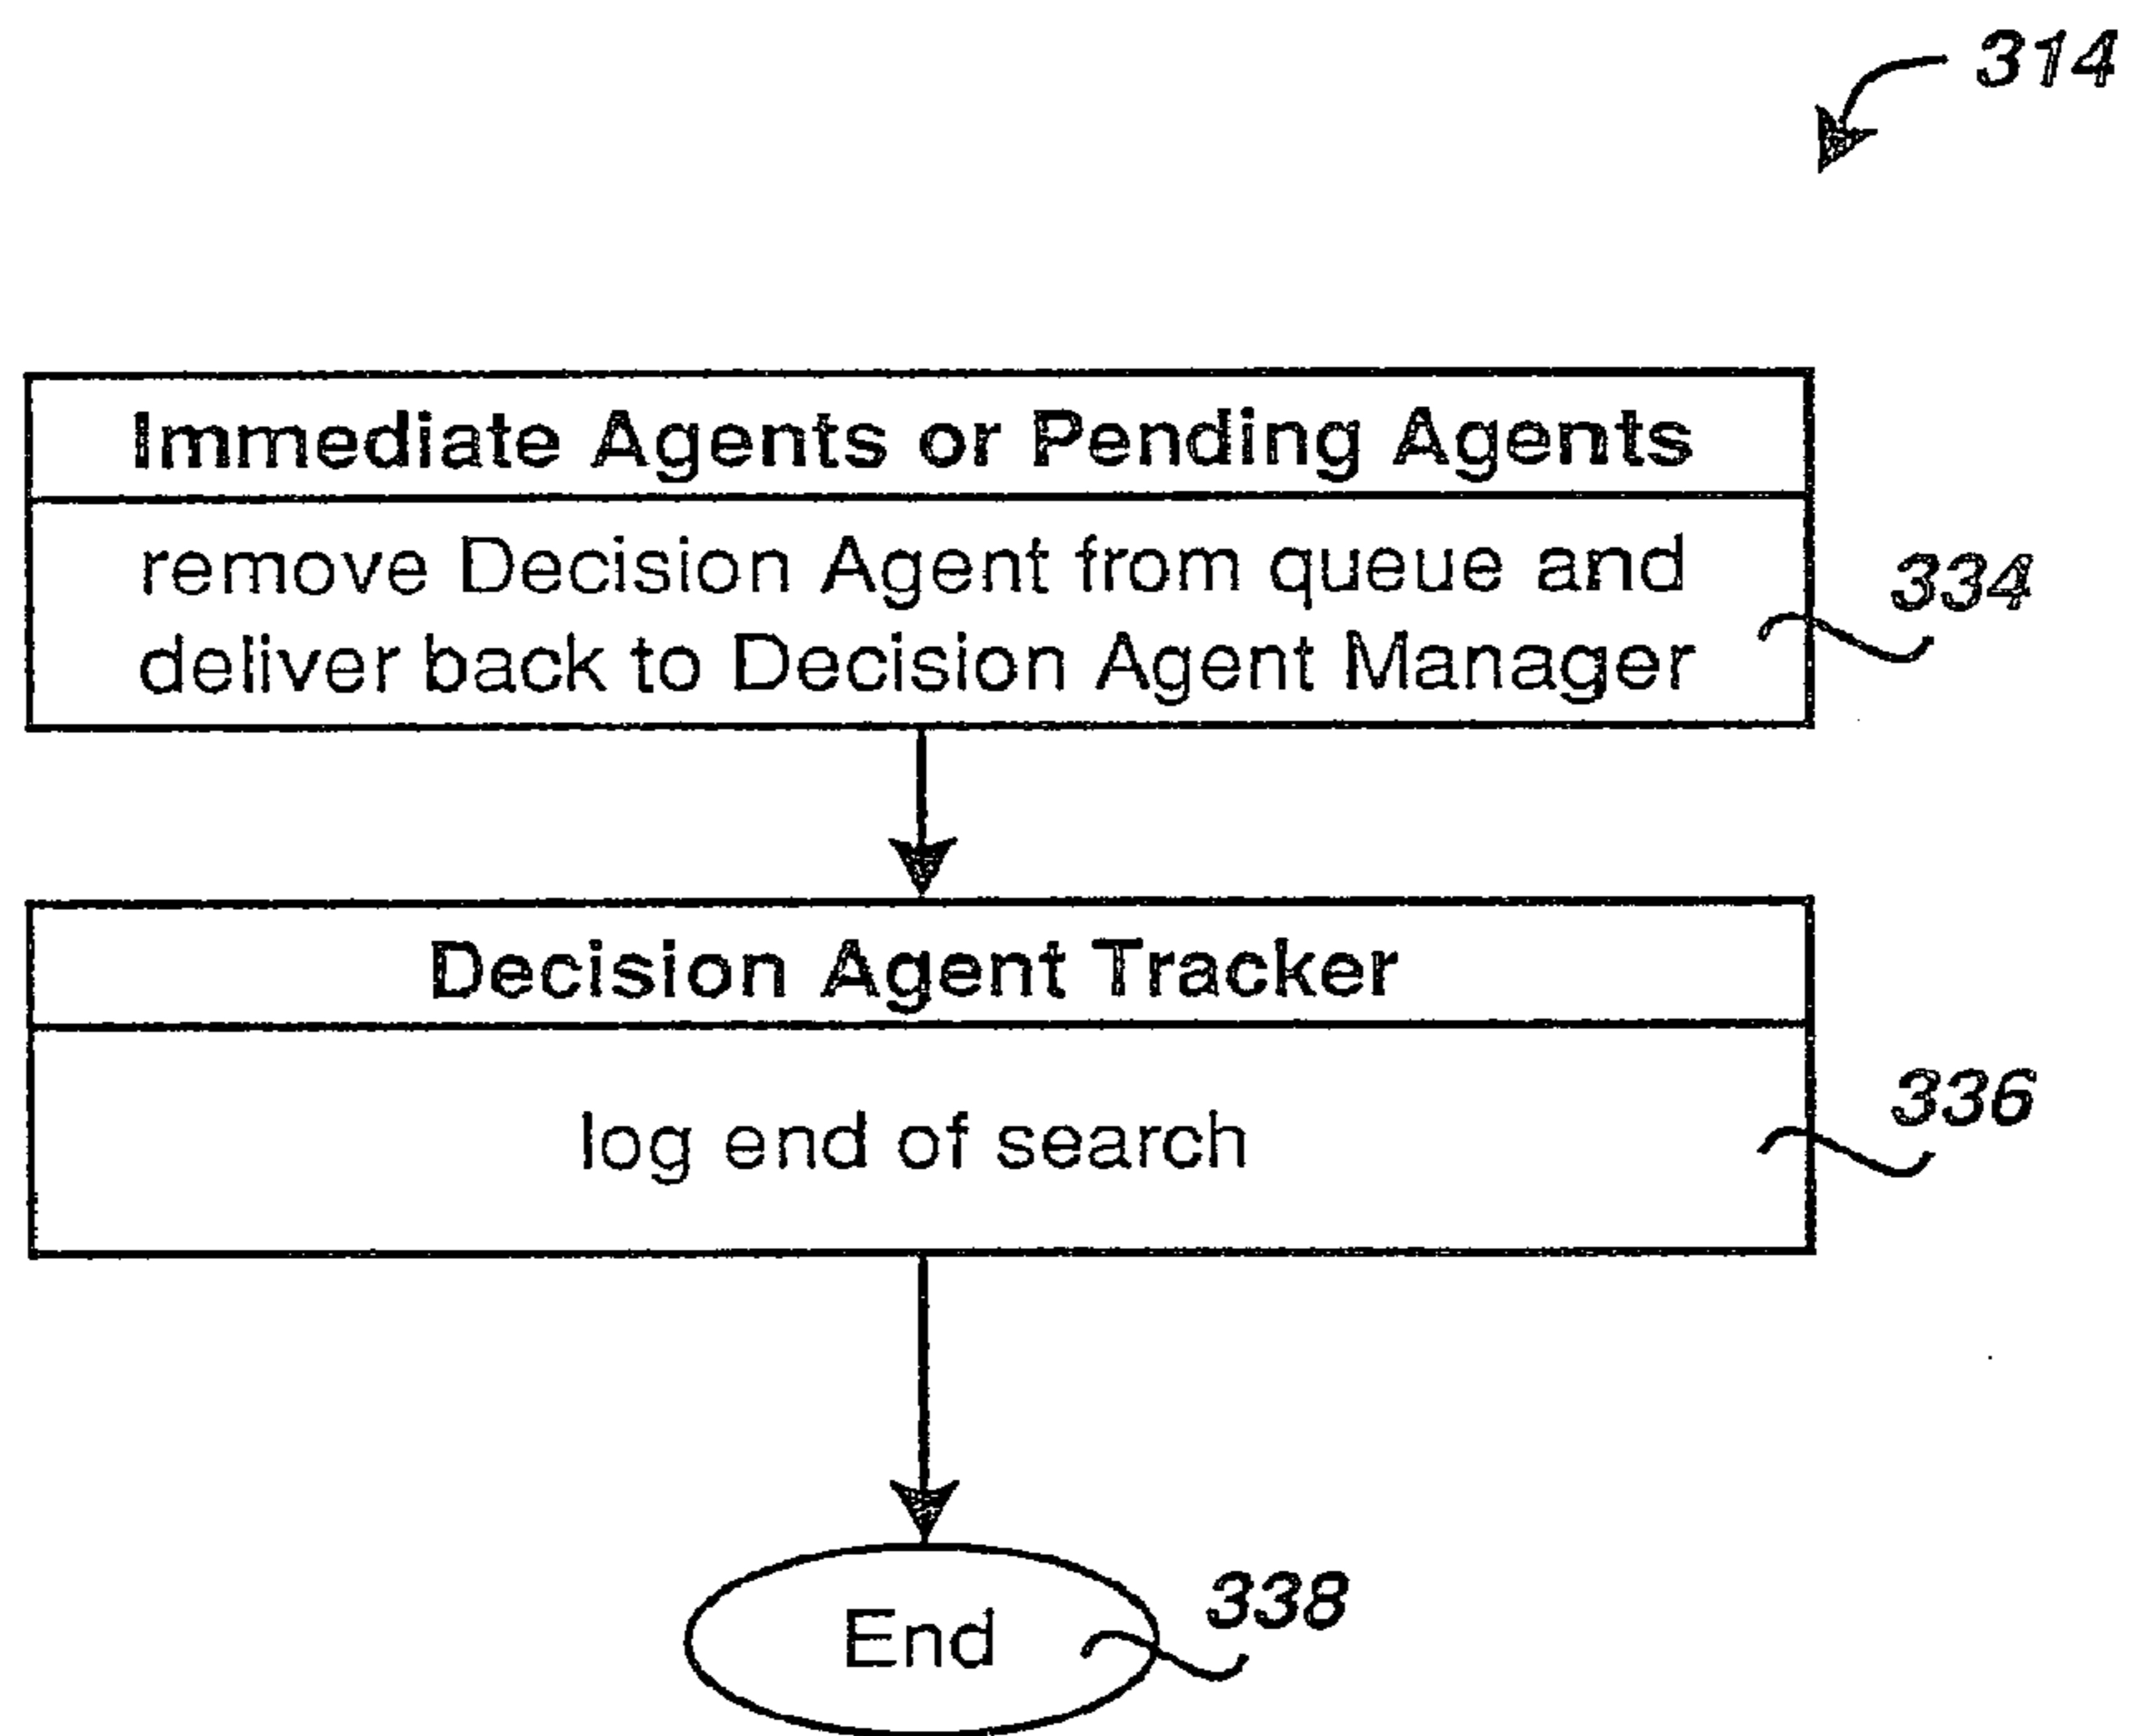 314
Immediate Agents or Pending Agents
remove Decision Agent from queue and
deliver back to Decision Agent Manager
334
Decision Agent Tracker
log end of search
336
End
338